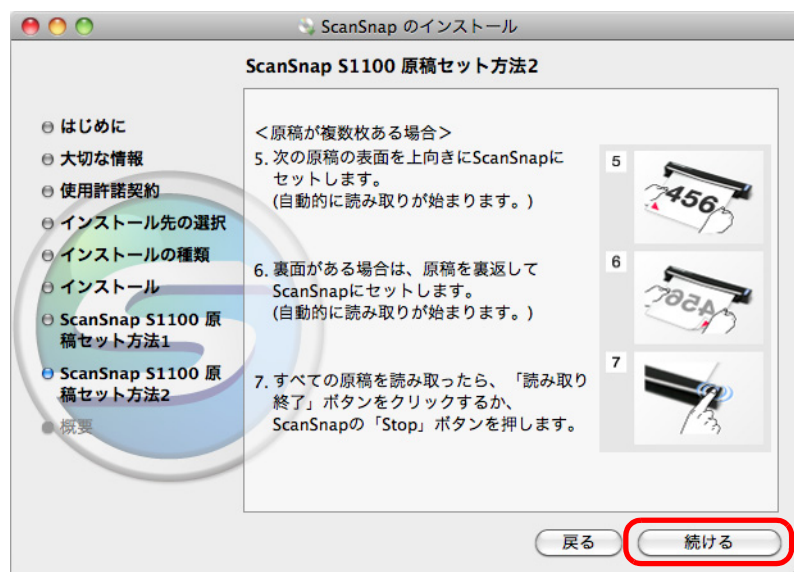 ScanSnap のインストール
ScanSnap S1100 原稿セット方法2
はじめに
大切な情報
使用許諾契約
インストール先の選択
インストールの種類
インストール
ScanSnap S1100 原
稿セット方法1
ScanSnap S1100 原
稿セット方法2
概要
<原稿が複数枚ある場合>
5. 次の原稿の表面を上向きにScanSnapに
セットします。
(自動的に読み取りが始まります。)
6. 裏面がある場合は、原稿を裏返して
ScanSnapにセットします。
(自動的に読み取りが始まります。)
7. すべての原稿を読み取ったら、「読み取り
終了」ボタンをクリックするか、
ScanSnapの「Stop」ボタンを押します。
5
456
6
456
7
戻る
続ける